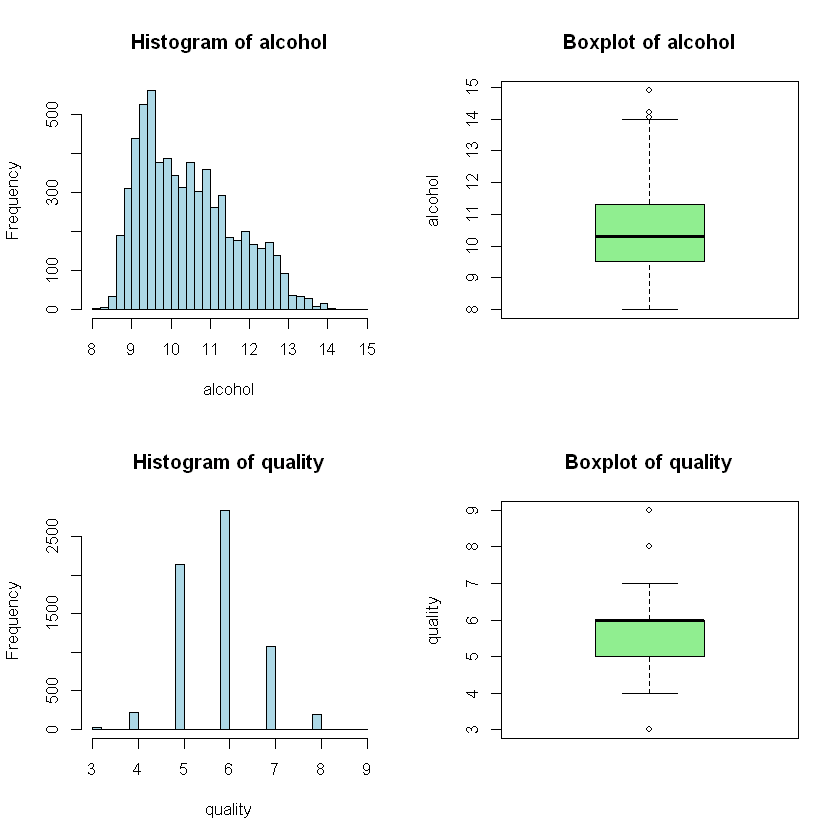 Histogram of alcohol
Frequency
500
300
100
0
8 9 10 11 12 13 14 15
alcohol
Boxplot of alcohol
alcohol
15
14
13
12
11
10
9
8
Histogram of quality
Frequency
2500
1500
500
0
3 4 5 6 7 8 9
quality
Boxplot of quality
quality
9
8
7
6
5
4
3